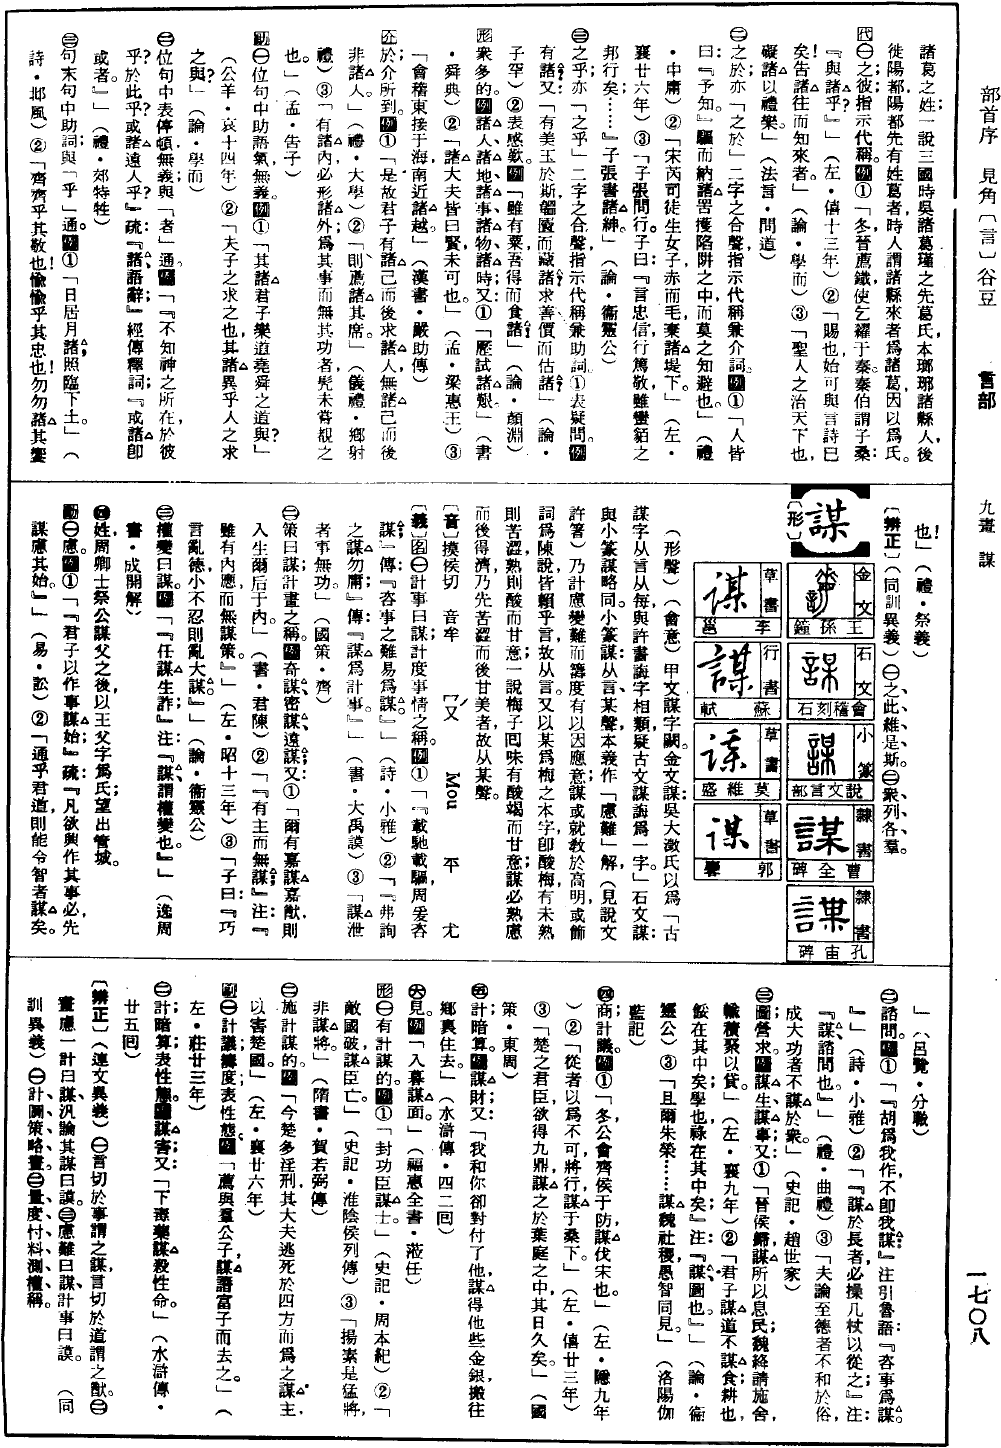 部首序　見角〔言〕谷豆
言部
九畫　謀
一七〇八
諸葛之姓一說三國時吳諸葛瑾之先葛氏本瑯琊諸縣人後
徙陽都陽都先有姓葛者時人謂諸縣來者爲諸葛因以爲氏。
代㊀之彼指示代稱。例①「冬晉薦饑使乞糴于秦秦伯謂子桑：
『與諸乎？』」（左・僖十三年）②「賜也始可與言詩已
矣！告諸往而知來者。」（論・學而）③「聖人之治天下也，
礙諸以禮樂。」（法言・問道）
㊁之於亦「之於」二字之合聲指示代稱兼介詞。例①「人皆
曰：『予知。』驅而納諸罟擭陷阱之中而莫之知避也。」（禮
・中庸）②「宋芮司徒生女子赤而毛棄諸堤下。」（左・
襄廿六年）③「子張問行。子曰：『言忠信，行篤敬，雖蠻貊之
邦行矣……』子張書諸紳。」（論・衞靈公）
㊂之乎亦「之乎」二字之合聲指示代稱兼助詞。①表疑問。例
有諸？又「有美玉於斯韞匵而藏諸求善價而估諸」（論・
子罕）②表感歎。例「雖有粟吾得而食諸」（論・顏淵）
形衆多的。例諸人諸地諸事諸物諸時又①「歷試諸艱。」（書
・舜典）②「諸大夫皆曰賢未可也。」（孟・梁惠王）③
「會稽東接于海南近諸越。」（漢書・嚴助傳）
介於介所到。例①「是故君子有諸己而後求諸人無諸己而後
非諸人。」（禮・大學）②「則薦諸其席。」（儀禮・鄉射
禮）③「有諸內必形諸外爲其事而無其功者髡未嘗覩之
也。」（孟・告子）
助㊀位句中助語氣無義。例①「其諸君子樂道堯舜之道與？」
（公羊・哀十四年）②「夫子之求之也其諸異乎人之求
之與？」（論・學而）
㊁位句中表停頓無義與「者」通。例「『不知神之所在於彼
乎？於此乎？或諸遠人乎？』疏：『諸語辭。』經傳釋詞：『或諸卽
或者。』」（禮・郊特牲）
㊂句末句中助詞與「乎」通。例①「日居月諸照臨下土。」（
詩・邶風）②「齊齊乎其敬也！愉愉乎其忠也！勿勿諸其饗
也！」（禮・祭義）
〔辨正〕（同訓異義）㊀之、此、維、是、斯。㊁衆、列、各、羣。
謀
〔形〕
金文　王孫鐘
石文　會稽刻石
小篆　說文言部
隸書　曹全碑
隸書　孔宙碑
草書　李邕
行書　蘇軾
草書　莫維盛
草書　郭
（形聲）（會意）甲文謀字闕。金文謀吳大澂氏以爲「古
謀字从言从每與許書誨字相類疑古文謀誨爲一字」石文謀
與小篆謀略同。小篆謀从言某聲本義作「慮難」解（見說文
許箸）乃計慮變難而籌度有以因應意謀或就敎於高明或飾
詞爲陳說皆賴乎言故从言。又以某爲梅之本字卽酸梅有未熟
則苦澀熟則酸而甘意一說梅子囘味有酸竭而甘意謀必熟慮
而後得濟乃先苦澀而後甘美者故从某聲。
〔音〕摸侯切　音牟　ㄇㄡ　Mou　平　尤
〔義〕名㊀計事曰謀計度事情之稱。例①「『載馳載驅周爰咨
謀』傳：『咨事之難易爲謀。』」（詩・小雅）②「『弗詢
之謀勿庸』傳：『謀爲計事。』」（書・大禹謨）③「謀泄
者事無功。」（國策・齊）
㊁策曰謀計畫之稱。例奇謀密謀遠謀又①「爾有嘉謀嘉猷則
入告爾后于內。」（書・君陳）②「『有主而無謀』注：『
雖有內應而無謀策。』」（左・昭十三年）③「子曰：『巧
言亂德小不忍則亂大謀。』」（論・衞靈公）
㊂權變曰謀。例「『任謀生詐』注：『謀謂權變也。』」（逸周
書・成開解）
㊃姓周卿士祭公謀父之後以王父字爲氏望出管城。
動㊀慮。例①「『君子以作事謀始。』疏：『凡欲興作其事必先
謀慮其始。』」（易・訟）②「通乎君道則能令智者謀矣。
」（呂覽・分職）
㊁諮問。例①「『胡爲我作不卽我謀』注引魯語『咨事爲謀。
』」（詩・小雅）②「『謀於長者必操几杖以從之』注：
『謀諮問也。』」（禮・曲禮）③「夫論至德者不和於俗，
成大功者不謀於衆。」（史記・趙世家）
㊂圖營求。例謀生謀事又①「晉侯歸謀所以息民魏絳請施舍，
輸積聚以貸。」（左・襄九年）②「君子謀道不謀食耕也，
餒在其中矣；學也祿在其中矣』注：『謀圖也。』」（論・衞
靈公）③「且爾朱榮……謀魏社稷愚智同見。」（洛陽伽
藍記）
㊃商計議。例①「冬公會齊侯于防謀伐宋也。」（左・隱九年
）②「從者以爲不可將行謀于桑下。」（左・僖廿三年）
③「楚之君臣欲得九鼎謀之於葉庭之中其日久矣。」（國
策・東周）
㊄計暗算。例謀財又「我和你卻對付了他謀得他些金銀搬往
鄉裏住去。」（水滸傳・四二囘）
㊅見。例「入暮謀面。」（福惠全書・蒞任）
形㊀有計謀的。例①「封功臣謀士。」（史記・周本紀）②「
敵國破謀臣亡。」（史記・淮陰侯列傳）③「揚素是猛將，
非謀將。」（隋書・賀若弼傳）
㊁施計謀的。例「今楚多淫刑其大夫逃死於四方而爲之謀主，
以害楚國。」（左・襄廿六年）
副㊀計議籌度表性態。例「薦與羣公子謀譖富子而去之。」（
左・莊廿三年）
㊁計暗算表性態。例謀害又「下毒藥謀殺性命。」（水滸傳・
廿五囘）
〔辨正〕（連文異義）㊀言切於事謂之謀言切於道謂之猷。㊁
畫慮一計曰謀汎論其謀曰謨。㊂慮難曰謀計事曰謨。（同
訓異義）㊀計、圖、策、略、畫。㊁量、度、忖、料、測、權、稱。